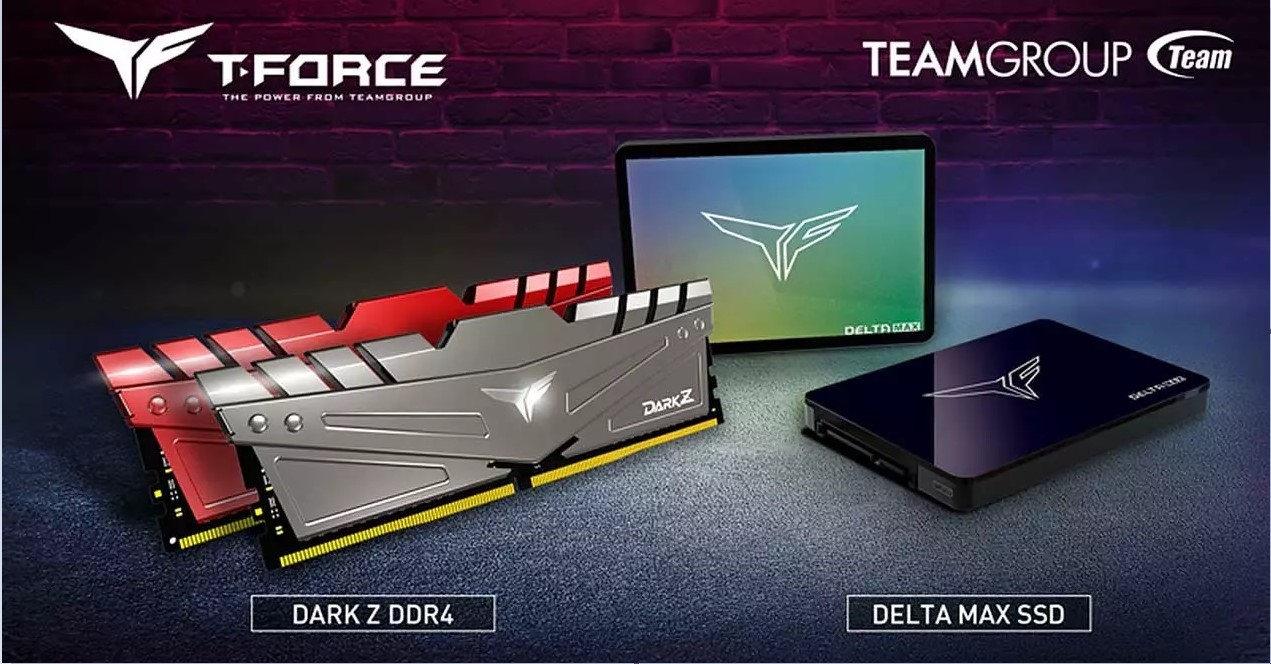 T-FORCE
THE POWER FROM TEAMGROUP
TEAMGROUP Team
DELTA MAX
DARK Z
DELTA MAX
DARK Z DDR4
DELTA MAX SSD